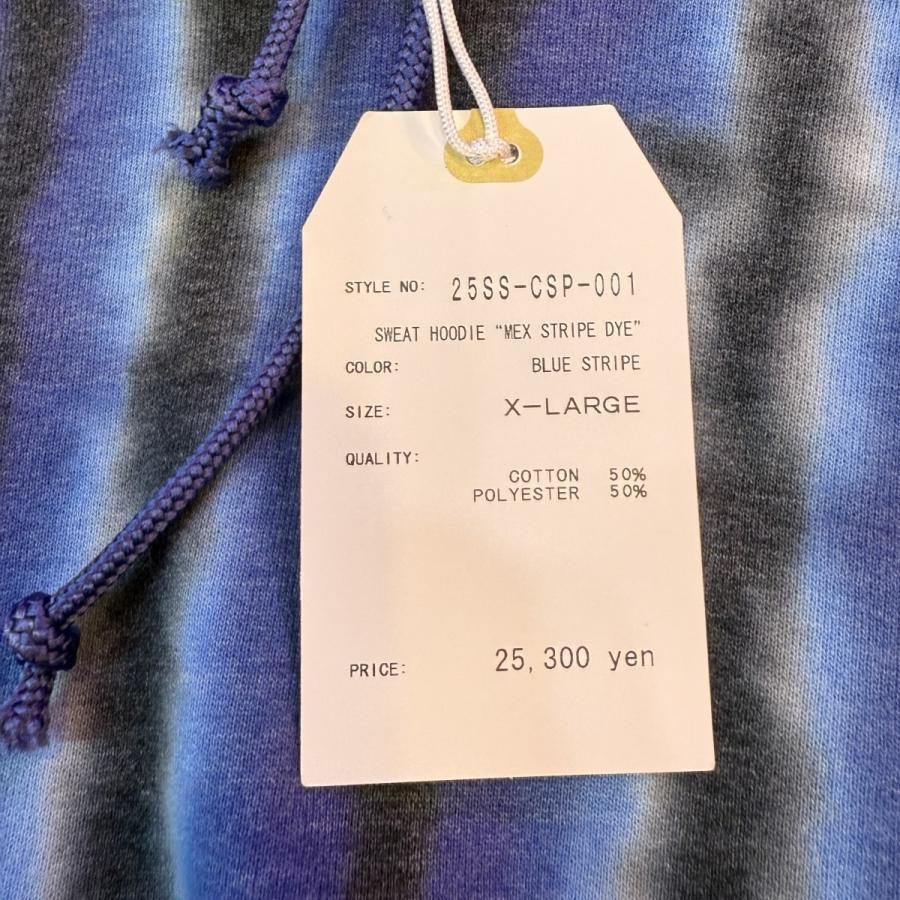 STYLE NO: 25SS-CSP-001
SWEAT HOODIE “MEX STRIPE DYE”
COLOR: BLUE STRIPE
SIZE: X-LARGE
QUALITY:
COTTON 50%
POLYESTER 50%
PRICE: 25,300 yen